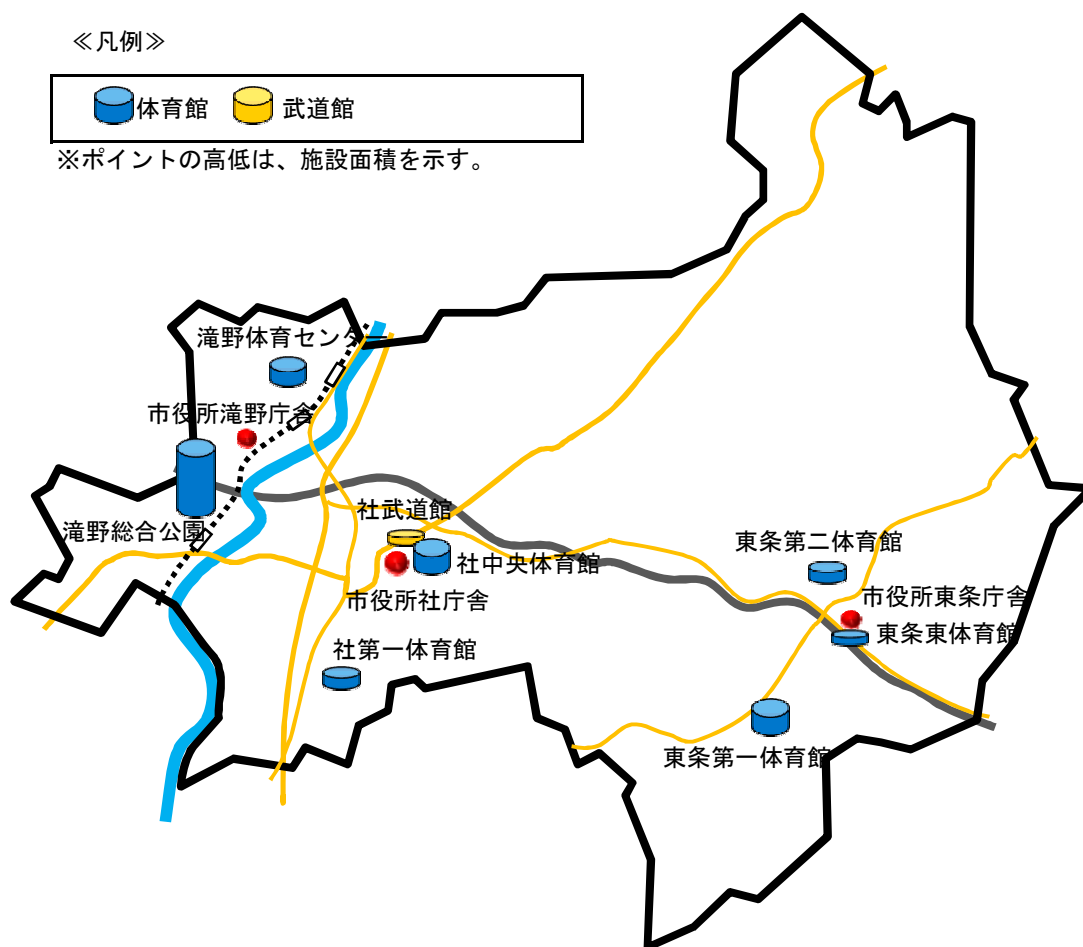 ≪凡例≫
体育館 武道館
※ポイントの高低は、施設面積を示す。
滝野体育センター
市役所滝野庁舎
滝野総合公園
社武道館
社中央体育館
市役所社庁舎
社第一体育館
東条第二体育館
市役所東条庁舎
東条東体育館
東条第一体育館